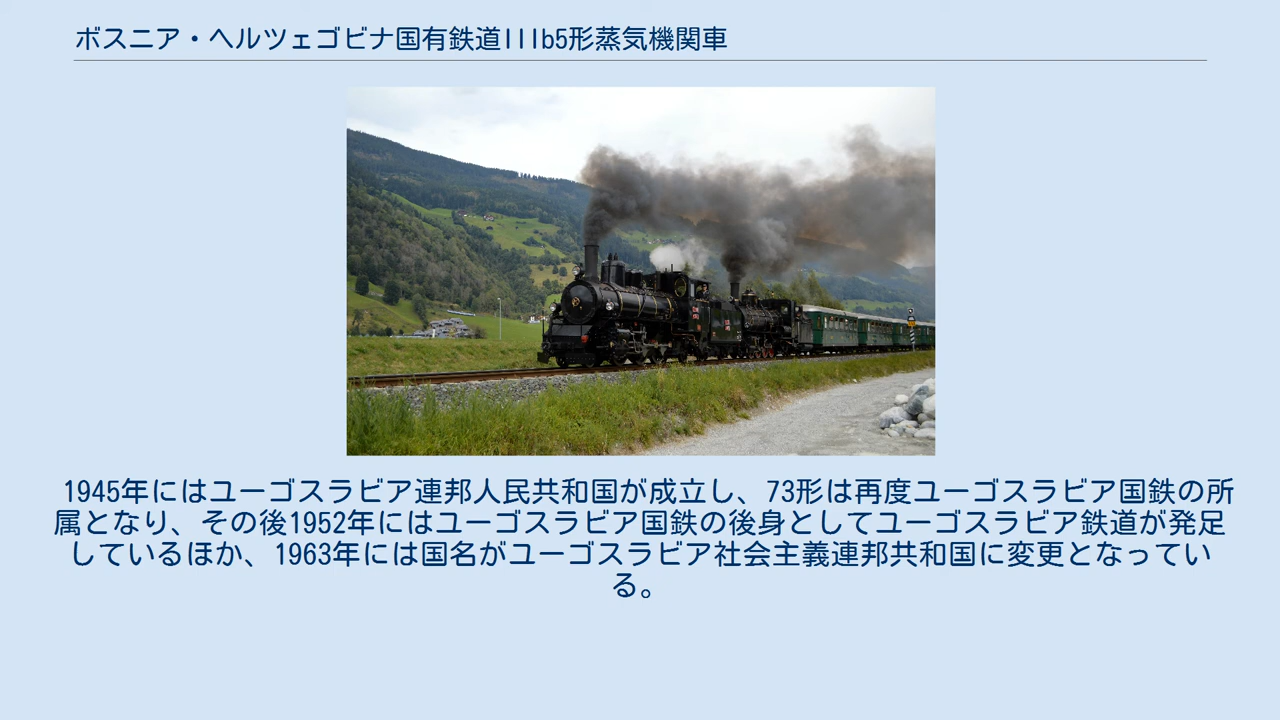 ボスニア・ヘルツェゴビナ国有鉄道IIIb5形蒸気機関車
1945年にはユーゴスラビア連邦人民共和国が成立し、73形は再度ユーゴスラビア国鉄の所
属となり、その後1952年にはユーゴスラビア国鉄の後身としてユーゴスラビア鉄道が発足
しているほか、1963年には国名がユーゴスラビア社会主義連邦共和国に変更となってい
る。